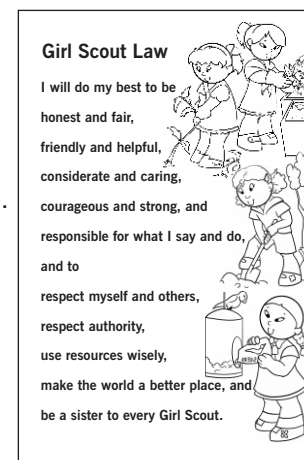 Girl Scout Law
I will do my best to be
honest and fair,
friendly and helpful,
considerate and caring,
courageous and strong, and
responsible for what I say and do,
and to
respect myself and others,
respect authority,
use resources wisely,
make the world a better place, and
be a sister to every Girl Scout.